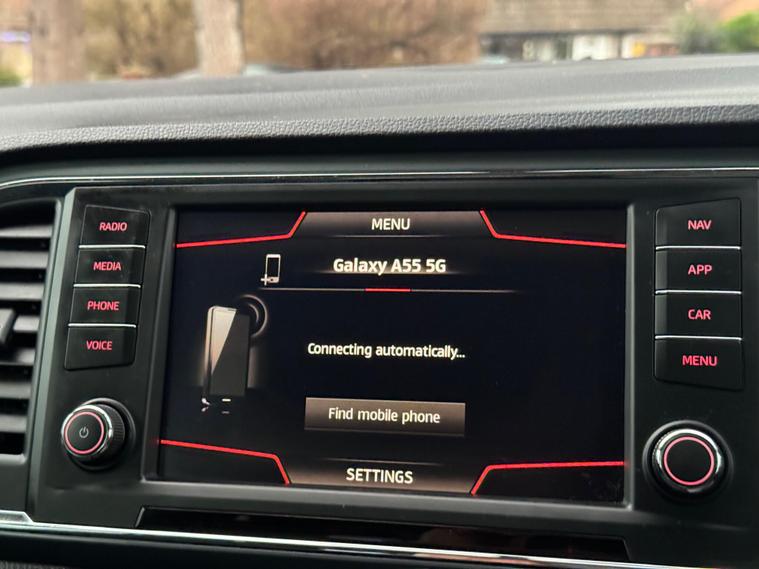 RADIO
MEDIA
PHONE
VOICE
MENU
Galaxy A55 5G
Connecting automatically...
Find mobile phone
SETTINGS
NAV
APP
CAR
MENU